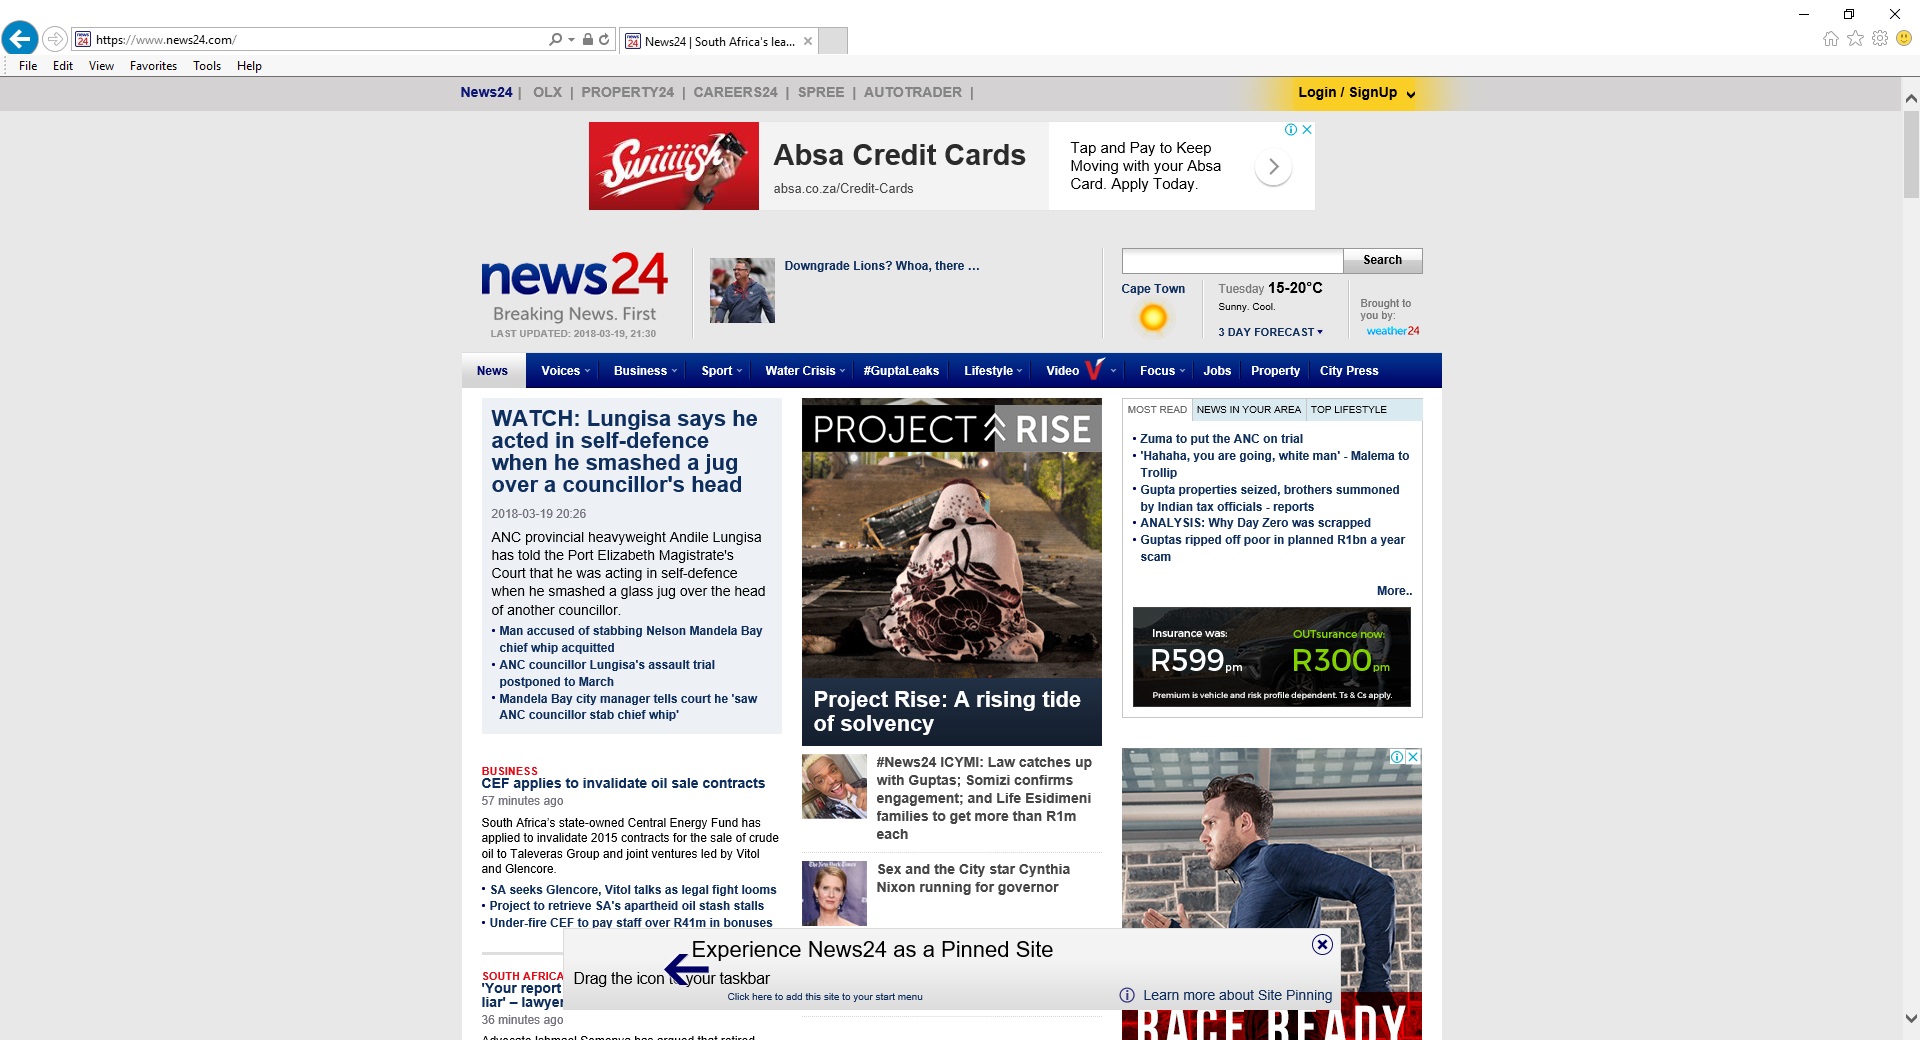 https://www.news24.com/
News24 | South Africa's lea...
File Edit View Favorites Tools Help
News24 | OLX | PROPERTY24 | CAREERS24 | SPREE | AUTOTRADER |
Login / SignUp
Swiiiish
Absa Credit Cards
absa.co.za/Credit-Cards
Tap and Pay to Keep
Moving with your Absa
Card. Apply Today.
news24
Breaking News. First
LAST UPDATED: 2018-03-19, 21:30
Downgrade Lions? Whoa, there ...
Search
Cape Town
Tuesday 15-20°C
Sunny. Cool.
3 DAY FORECAST
Brought to
you by:
weather24
News Voices Business Sport Water Crisis #GuptaLeaks Lifestyle Video V Focus Jobs Property City Press
WATCH: Lungisa says he
acted in self-defence
when he smashed a jug
over a councillor's head
2018-03-19 20:26
ANC provincial heavyweight Andile Lungisa
has told the Port Elizabeth Magistrate's
Court that he was acting in self-defence
when he smashed a glass jug over the head
of another councillor.
• Man accused of stabbing Nelson Mandela Bay
chief whip acquitted
• ANC councillor Lungisa's assault trial
postponed to March
• Mandela Bay city manager tells court he 'saw
ANC councillor stab chief whip'
BUSINESS
CEF applies to invalidate oil sale contracts
57 minutes ago
South Africa's state-owned Central Energy Fund has
applied to invalidate 2015 contracts for the sale of crude
oil to Taleveras Group and joint ventures led by Vitol
and Glencore.
• SA seeks Glencore, Vitol talks as legal fight looms
• Project to retrieve SA's apartheid oil stash stalls
• Under-fire CEF to pay staff over R41m in bonuses
SOUTH AFRICA
'Your report
liar' – lawyer
36 minutes ago
PROJECT RISE
Project Rise: A rising tide
of solvency
#News24 ICYMI: Law catches up
with Guptas; Somizi confirms
engagement; and Life Esidimeni
families to get more than R1m
each
The New York Times
Sex and the City star Cynthia
Nixon running for governor
MOST READ NEWS IN YOUR AREA TOP LIFESTYLE
• Zuma to put the ANC on trial
• 'Hahaha, you are going, white man' - Malema to
Trollip
• Gupta properties seized, brothers summoned
by Indian tax officials - reports
• ANALYSIS: Why Day Zero was scrapped
• Guptas ripped off poor in planned R1bn a year
scam
More..
Insurance was:
R599pm
OUTsurance now:
R300pm
Premium is vehicle and risk profile dependent. Ts & Cs apply.
RACE READY
Experience News24 as a Pinned Site
Drag the icon to your taskbar
Click here to add this site to your start menu
Learn more about Site Pinning